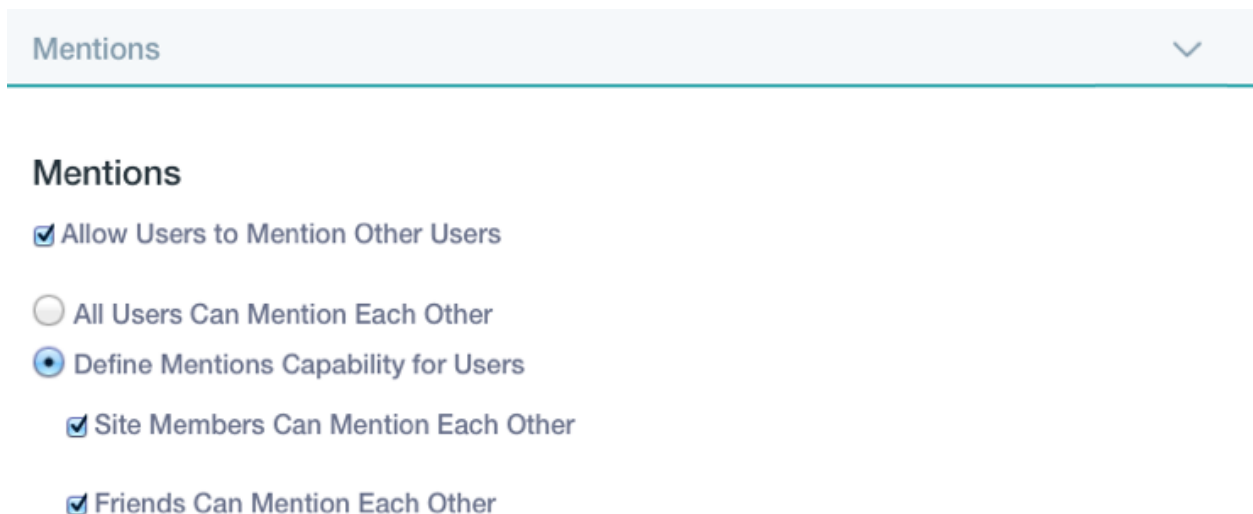 Mentions
Mentions
Allow Users to Mention Other Users
All Users Can Mention Each Other
Define Mentions Capability for Users
Site Members Can Mention Each Other
Friends Can Mention Each Other